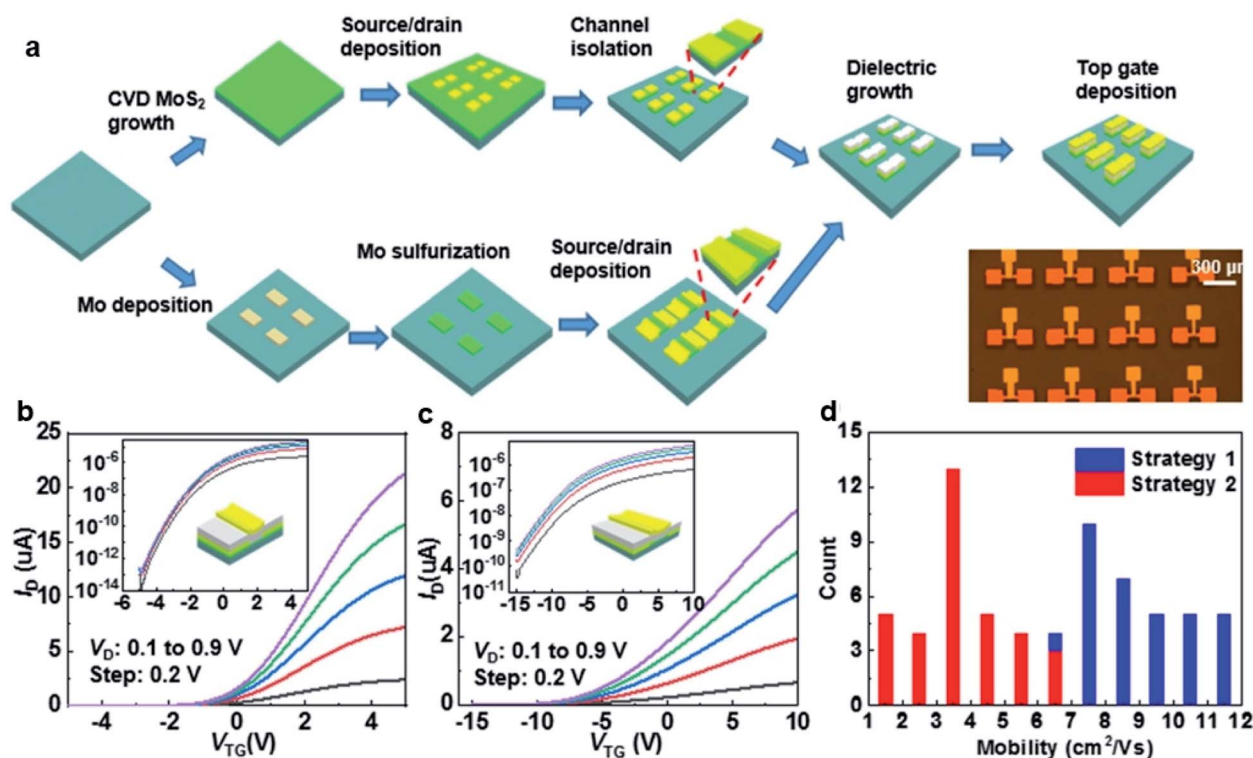 a
Source/drain
deposition
Channel
isolation
CVD MoS2
growth
Dielectric
growth
Top gate
deposition
Mo deposition
Mo sulfurization
Source/drain
deposition
300 μm
b
25
20
15
10
5
0
ID (uA)
10-6
10-8
10-10
10-12
10-14
-6 -4 -2 0 2 4
VD: 0.1 to 0.9 V
Step: 0.2 V
-4 -2 0 2 4
VTG(V)
c
8
6
4
2
0
ID(uA)
10-6
10-7
10-8
10-9
10-10
10-11
-15 -10 -5 0 5 10
VD: 0.1 to 0.9 V
Step: 0.2 V
-15 -10 -5 0 5 10
VTG(V)
d
15
12
9
6
3
0
Count
Strategy 1
Strategy 2
1 2 3 4 5 6 7 8 9 10 11 12
Mobility (cm2/Vs)